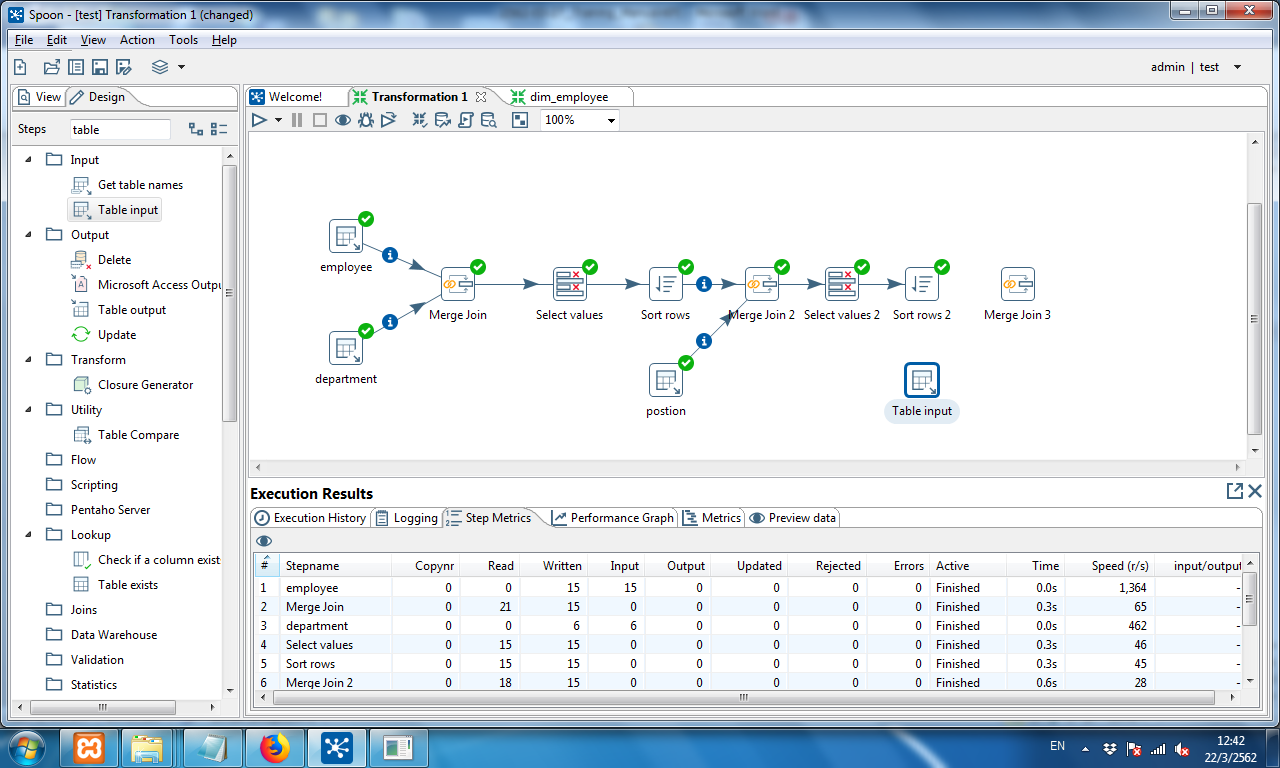 Spoon - [test] Transformation 1 (changed)
File Edit View Action Tools Help
admin | test
View Design
Welcome! Transformation 1 dim_employee
Steps table
100%
Input
Get table names
Table input
Output
Delete
Microsoft Access Outpu
Table output
Update
Transform
Closure Generator
Utility
Table Compare
Flow
Scripting
Pentaho Server
Lookup
Check if a column exist
Table exists
Joins
Data Warehouse
Validation
Statistics
employee
department
Merge Join
Select values
Sort rows
Merge Join 2
Select values 2
Sort rows 2
Merge Join 3
postion
Table input
Execution Results
Execution History Logging Step Metrics Performance Graph Metrics Preview data
# Stepname Copynr Read Written Input Output Updated Rejected Errors Active Time Speed (r/s) input/output
1 employee 0 0 15 15 0 0 0 0 Finished 0.0s 1,364 -
2 Merge Join 0 21 15 0 0 0 0 0 Finished 0.3s 65 -
3 department 0 0 6 6 0 0 0 0 Finished 0.0s 462 -
4 Select values 0 15 15 0 0 0 0 0 Finished 0.3s 46 -
5 Sort rows 0 15 15 0 0 0 0 0 Finished 0.3s 45 -
6 Merge Join 2 0 18 15 0 0 0 0 0 Finished 0.6s 28 -
EN
12:42
22/3/2562